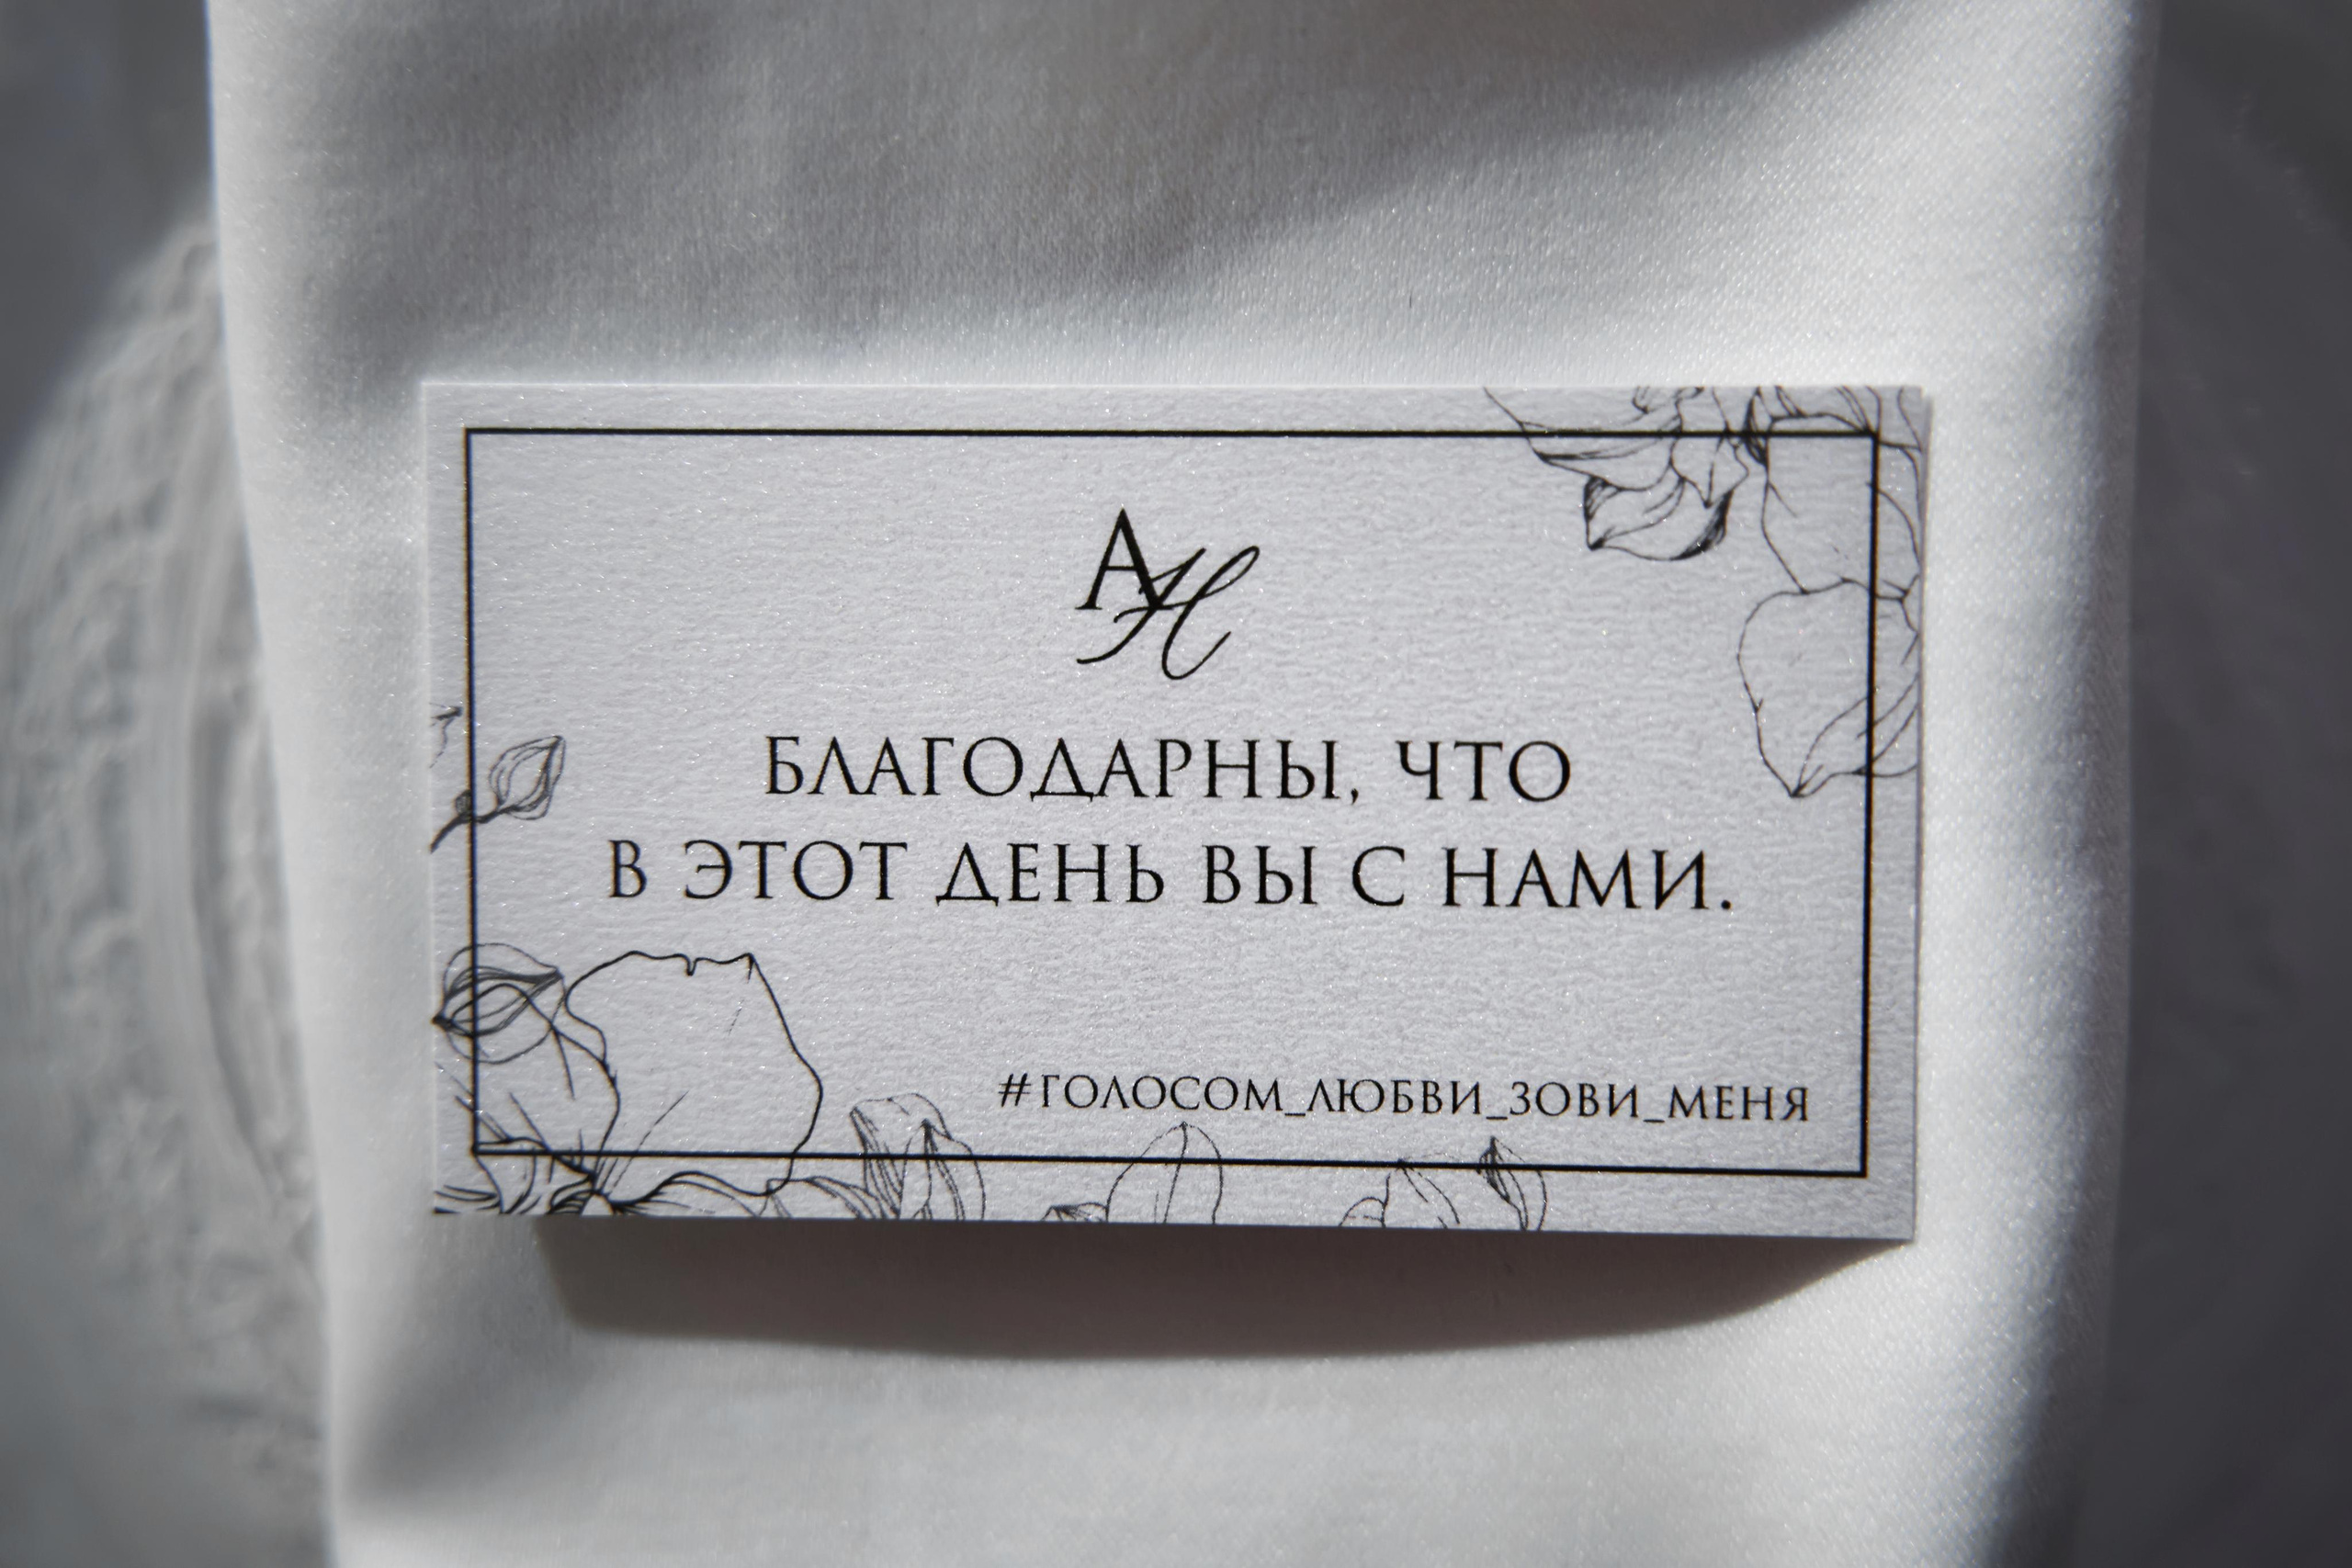 АН
БЛАГОДАРНЫ, ЧТО
В ЭТОТ ДЕНЬ ВЫ С НАМИ.
#ГОЛОСОМ_ЛЮБВИ_ЗОВИ_МЕНЯ